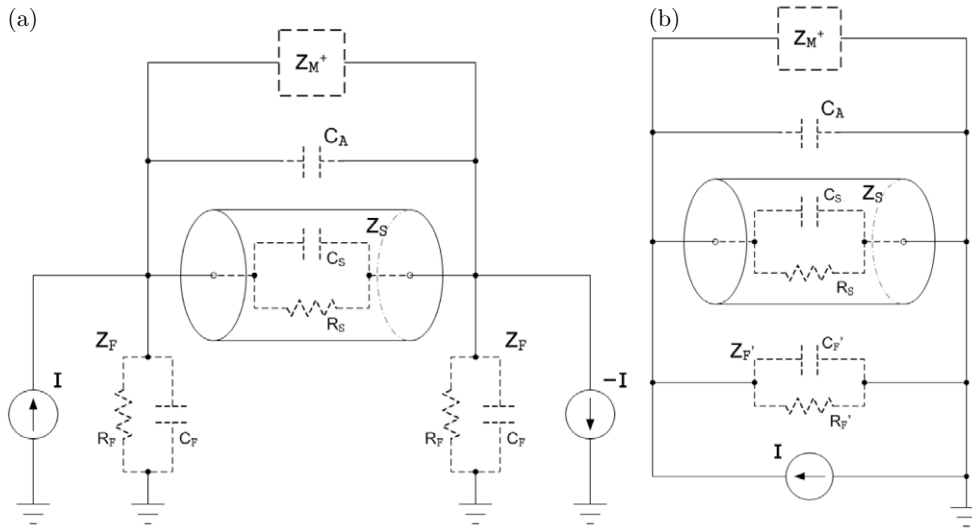 (a)
Z_M+
C_A
Z_S
C_S
R_S
Z_F
Z_F
I
-I
R_F
C_F
R_F
C_F
(b)
Z_M+
C_A
Z_S
C_S
R_S
Z_F'
C_F'
R_F'
I